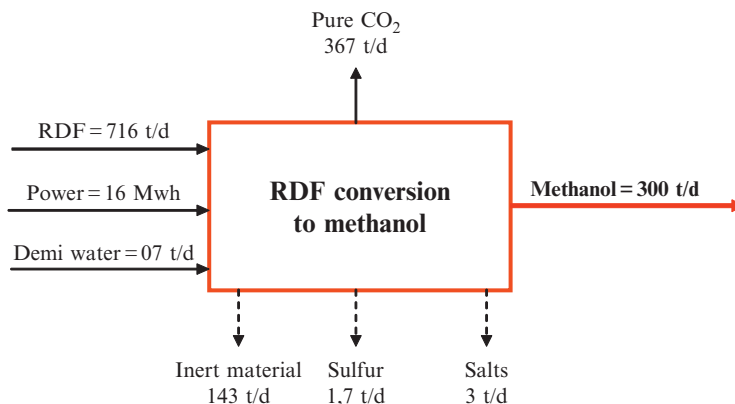 Pure CO₂
367 t/d
RDF = 716 t/d
Power = 16 Mwh
Demi water = 07 t/d
RDF conversion
to methanol
Methanol = 300 t/d
Inert material
143 t/d
Sulfur
1,7 t/d
Salts
3 t/d